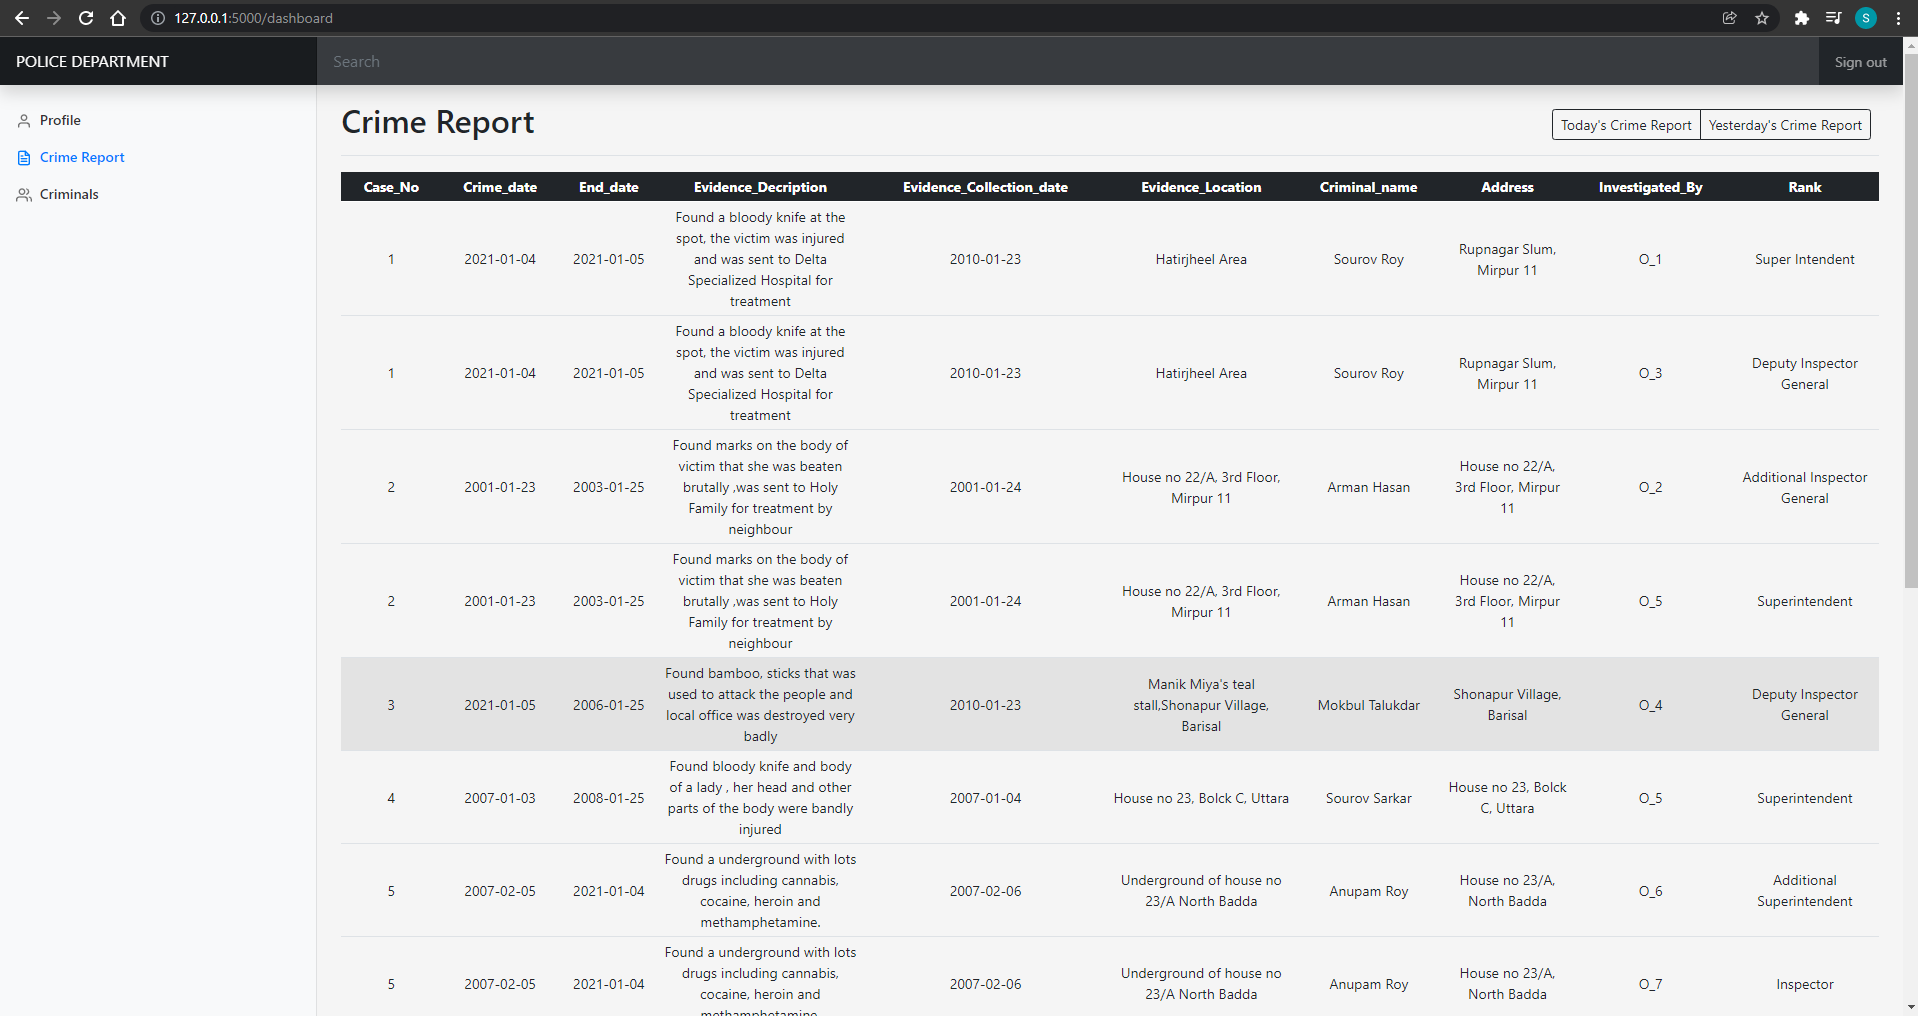 127.0.0.1:5000/dashboard
S
POLICE DEPARTMENT
Search
Sign out
Profile
Crime Report
Criminals
Crime Report
Today's Crime Report Yesterday's Crime Report
Case_No Crime_date End_date Evidence_Decription Evidence_Collection_date Evidence_Location Criminal_name Address Investigated_By Rank
Found a bloody knife at the
spot, the victim was injured
Rupnagar Slum,
1 2021-01-04 2021-01-05 and was sent to Delta 2010-01-23 Hatirjheel Area Sourov Roy O_1 Super Intendent
Mirpur 11
Specialized Hospital for
treatment
Found a bloody knife at the
spot, the victim was injured
Rupnagar Slum, Deputy Inspector
1 2021-01-04 2021-01-05 and was sent to Delta 2010-01-23 Hatirjheel Area Sourov Roy O_3
Mirpur 11 General
Specialized Hospital for
treatment
Found marks on the body of
victim that she was beaten House no 22/A,
House no 22/A, 3rd Floor, Additional Inspector
2 2001-01-23 2003-01-25 brutally ,was sent to Holy 2001-01-24 Arman Hasan 3rd Floor, Mirpur O_2
Mirpur 11 General
Family for treatment by 11
neighbour
Found marks on the body of
victim that she was beaten House no 22/A,
House no 22/A, 3rd Floor,
2 2001-01-23 2003-01-25 brutally ,was sent to Holy 2001-01-24 Arman Hasan 3rd Floor, Mirpur O_5 Superintendent
Mirpur 11
Family for treatment by 11
neighbour
Found bamboo, sticks that was
Manik Miya's teal
used to attack the people and Shonapur Village, Deputy Inspector
3 2021-01-05 2006-01-25 2010-01-23 stall,Shonapur Village, Mokbul Talukdar O_4
local office was destroyed very Barisal General
Barisal
badly
Found bloody knife and body
of a lady , her head and other House no 23, Bolck
4 2007-01-03 2008-01-25 2007-01-04 House no 23, Bolck C, Uttara Sourov Sarkar O_5 Superintendent
parts of the body were bandly C, Uttara
injured
Found a underground with lots
drugs including cannabis, Underground of house no House no 23/A, Additional
5 2007-02-05 2021-01-04 2007-02-06 Anupam Roy O_6
cocaine, heroin and 23/A North Badda North Badda Superintendent
methamphetamine.
Found a underground with lots
drugs including cannabis, Underground of house no House no 23/A,
5 2007-02-05 2021-01-04 2007-02-06 Anupam Roy O_7 Inspector
cocaine, heroin and 23/A North Badda North Badda
methamphetamine.